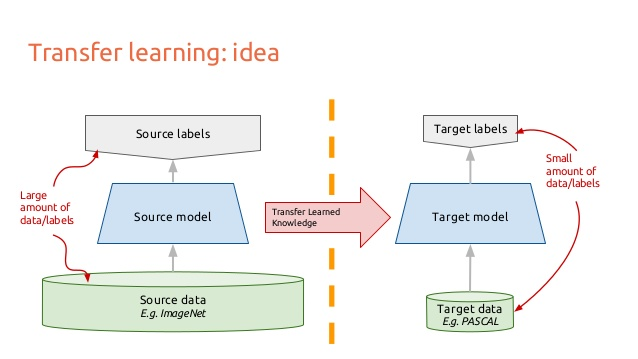 Transfer learning: idea
Source labels
Large
amount of
data/labels
Source model
Source data
E.g. ImageNet
Transfer Learned
Knowledge
Target labels
Small
amount of
data/labels
Target model
Target data
E.g. PASCAL